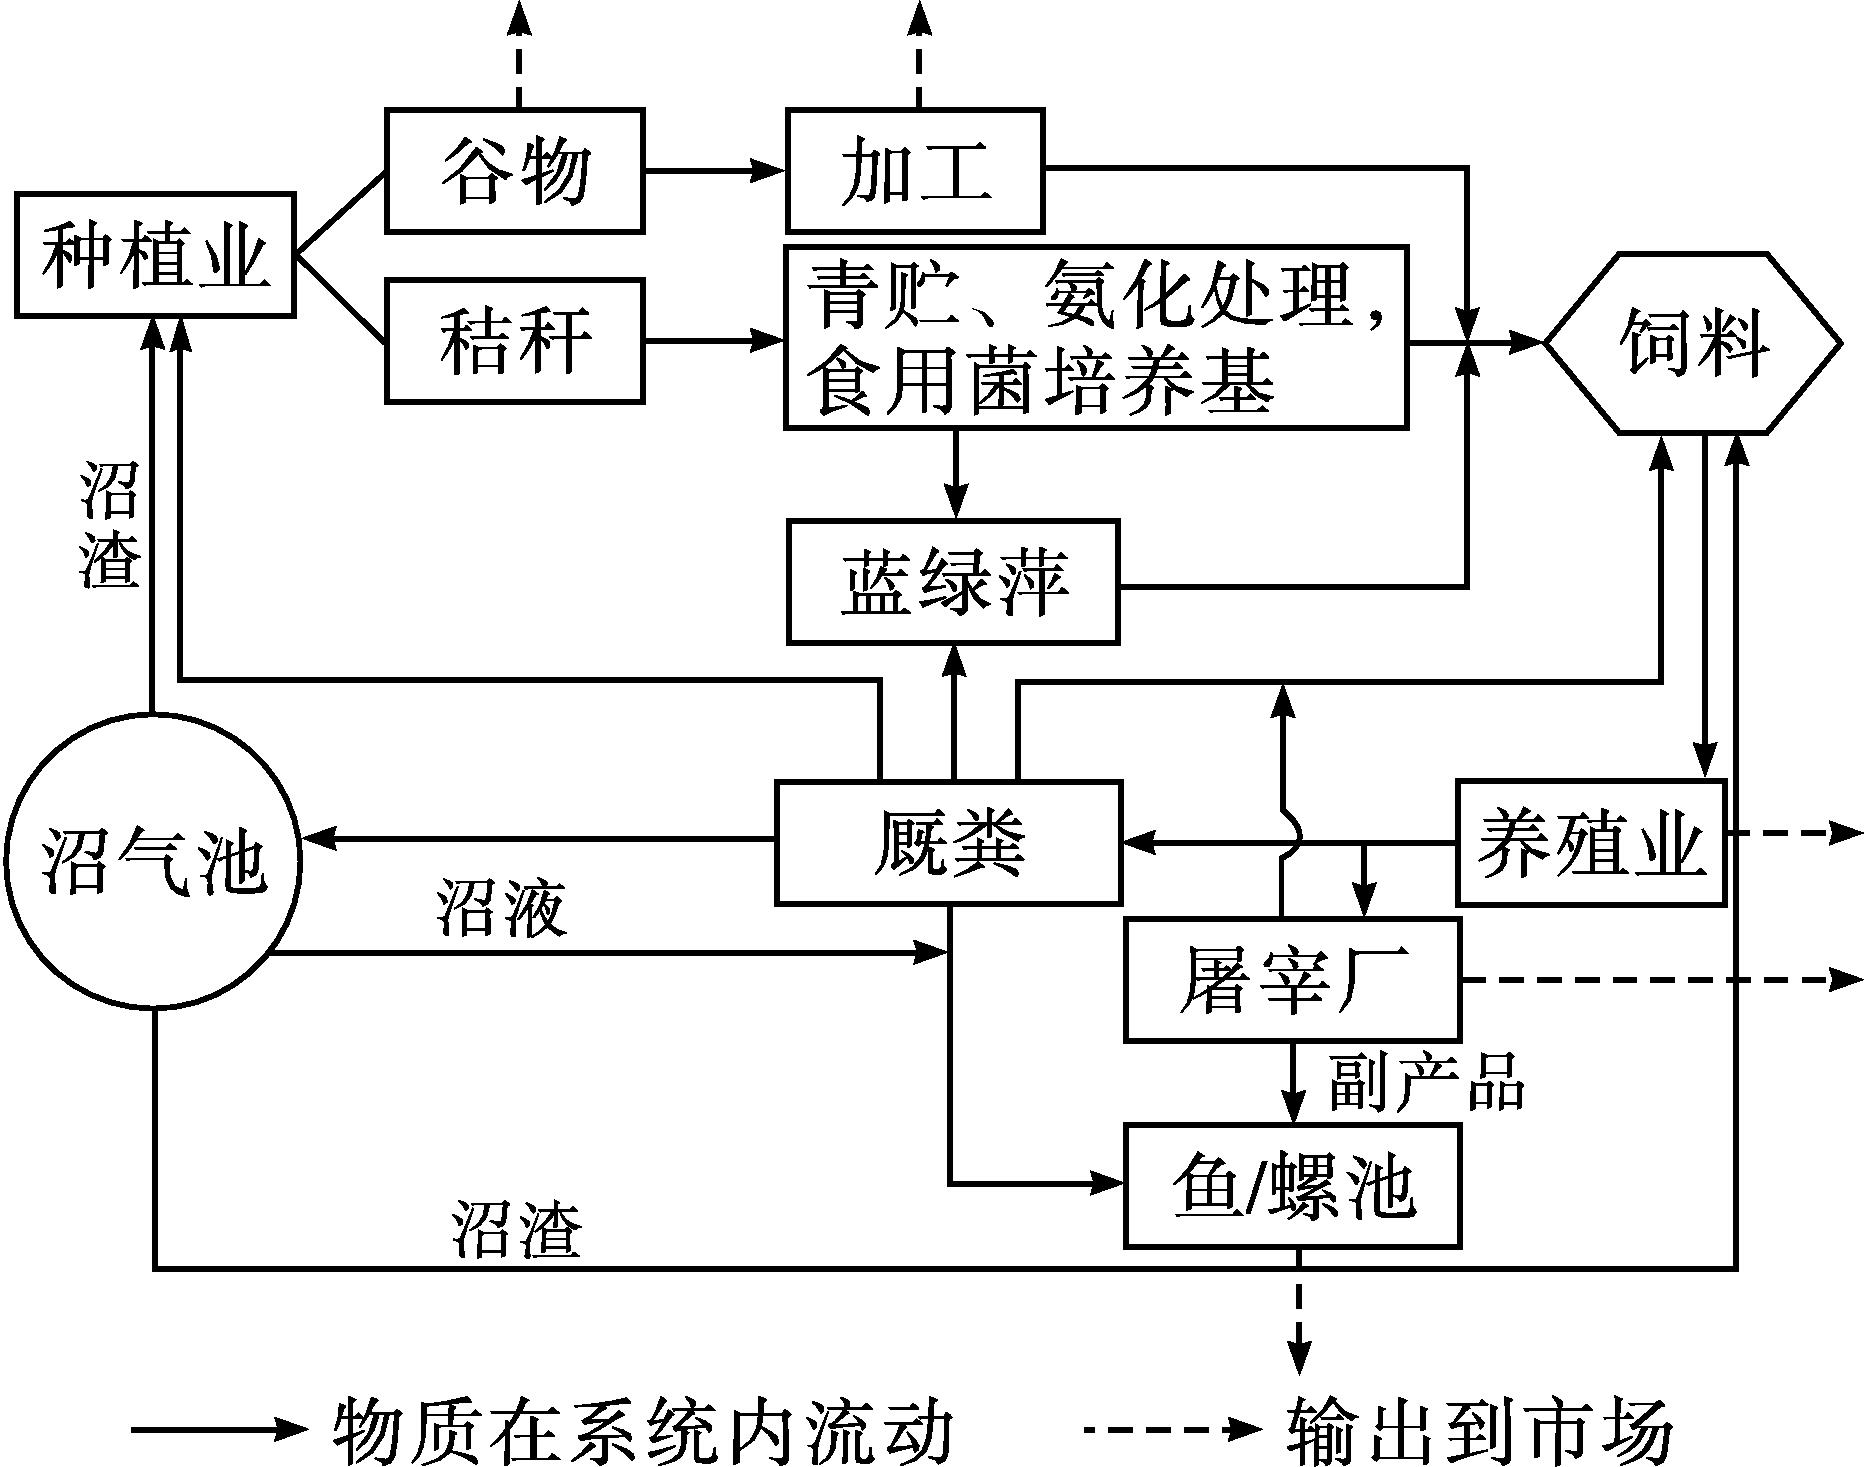 谷物
加工
种植业
青贮、氨化处理，
食用菌培养基
秸秆
饲料
沼
渣
蓝绿萍
沼气池
厩粪
养殖业
沼液
屠宰厂
副产品
鱼/螺池
沼渣
物质在系统内流动
输出到市场